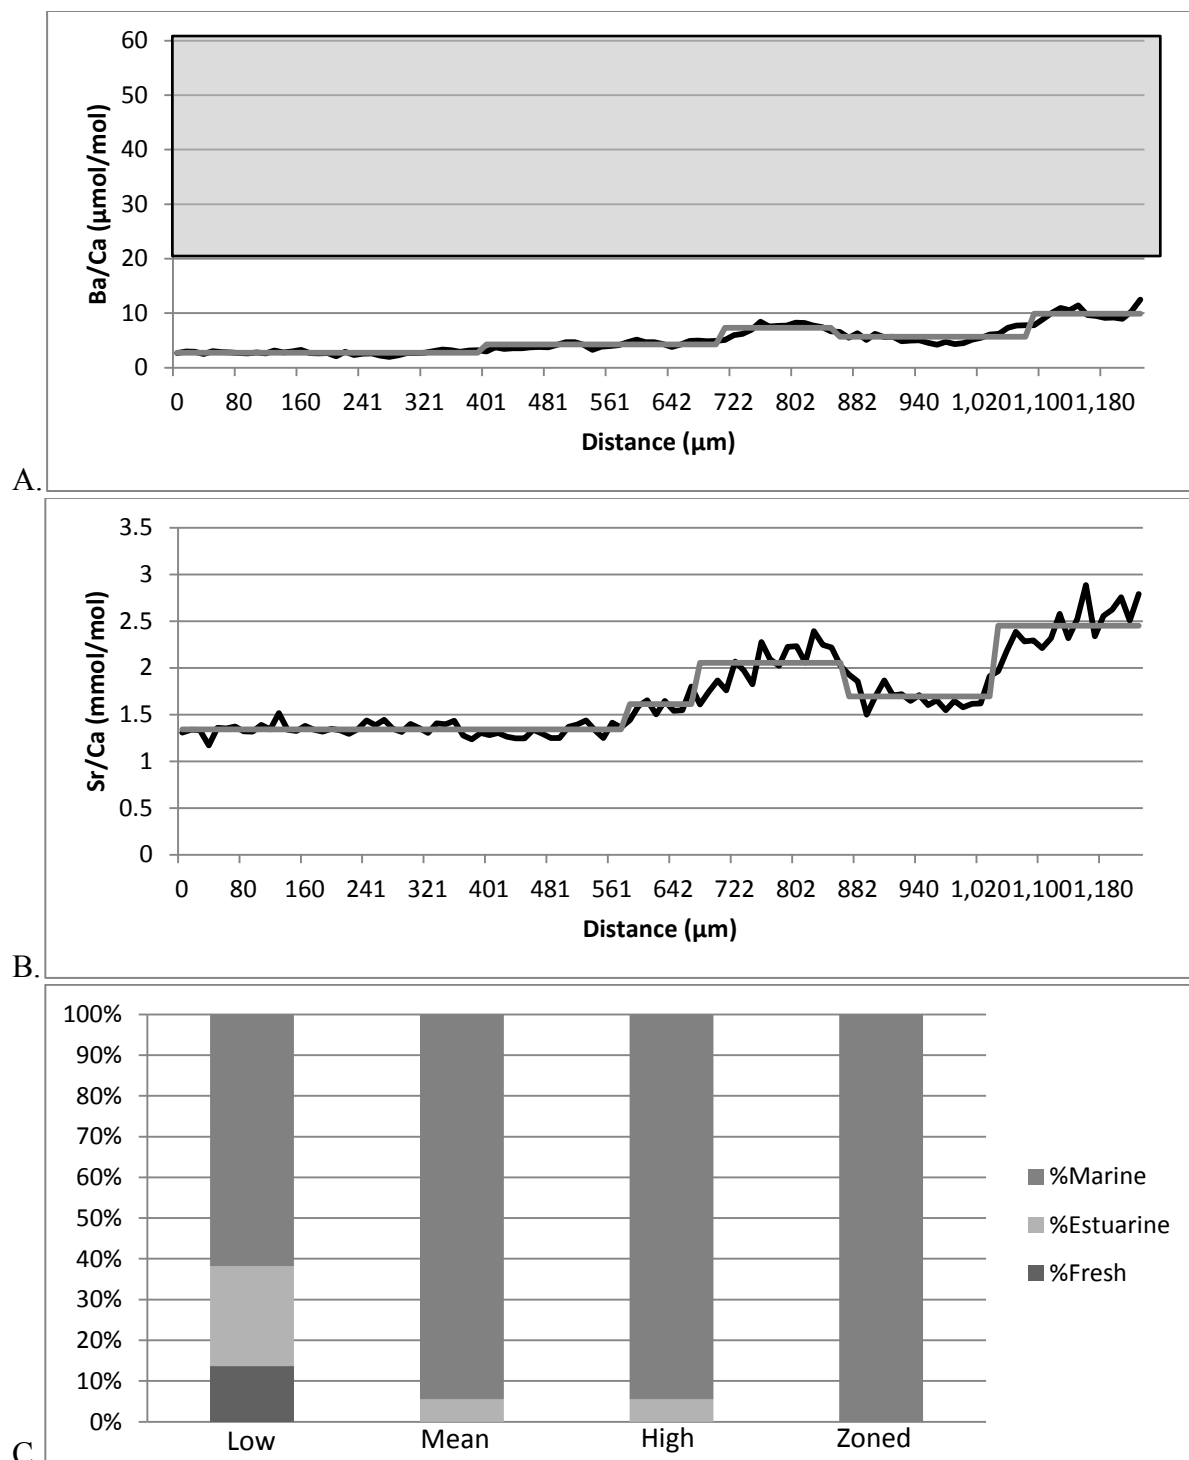 60
50
40
30
20
10
0
Ba/Ca (µmol/mol)
0 80 160 241 321 401 481 561 642 722 802 882 940 1,020 1,100 1,180
Distance (µm)
A.
3.5
3
2.5
2
1.5
1
0.5
0
Sr/Ca (mmol/mol)
0 80 160 241 321 401 481 561 642 722 802 882 940 1,020 1,100 1,180
Distance (µm)
B.
100%
90%
80%
70%
60%
50%
40%
30%
20%
10%
0%
Low Mean High Zoned
%Marine
%Estuarine
%Fresh
C